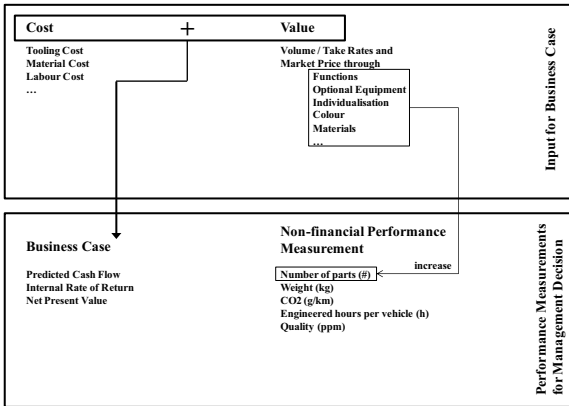 Cost + Value
Tooling Cost
Material Cost
Labour Cost
…
Volume / Take Rates and
Market Price through
Functions
Optional Equipment
Individualisation
Colour
Materials
…
Input for Business Case
Business Case
Predicted Cash Flow
Internal Rate of Return
Net Present Value
Non-financial Performance
Measurement
increase
Number of parts (#)
Weight (kg)
CO2 (g/km)
Engineered hours per vehicle (h)
Quality (ppm)
Performance Measurements
for Management Decision